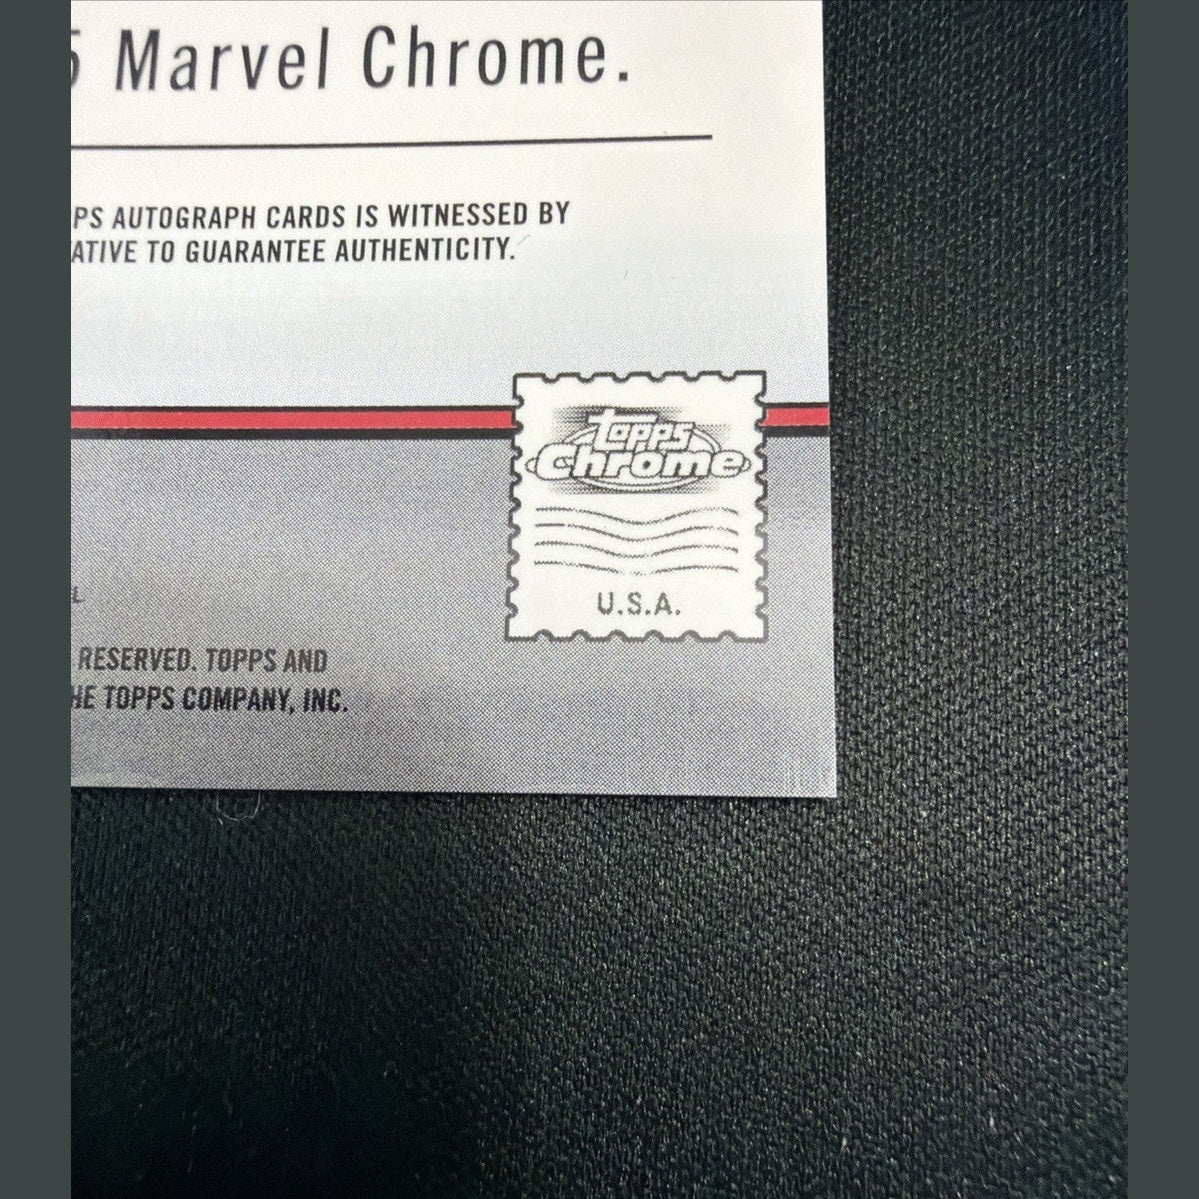 5 Marvel Chrome.
PS AUTOGRAPH CARDS IS WITNESSED BY
ATIVE TO GUARANTEE AUTHENTICITY.
Topps
Chrome
U.S.A.
L
RESERVED. TOPPS AND
HE TOPPS COMPANY, INC.